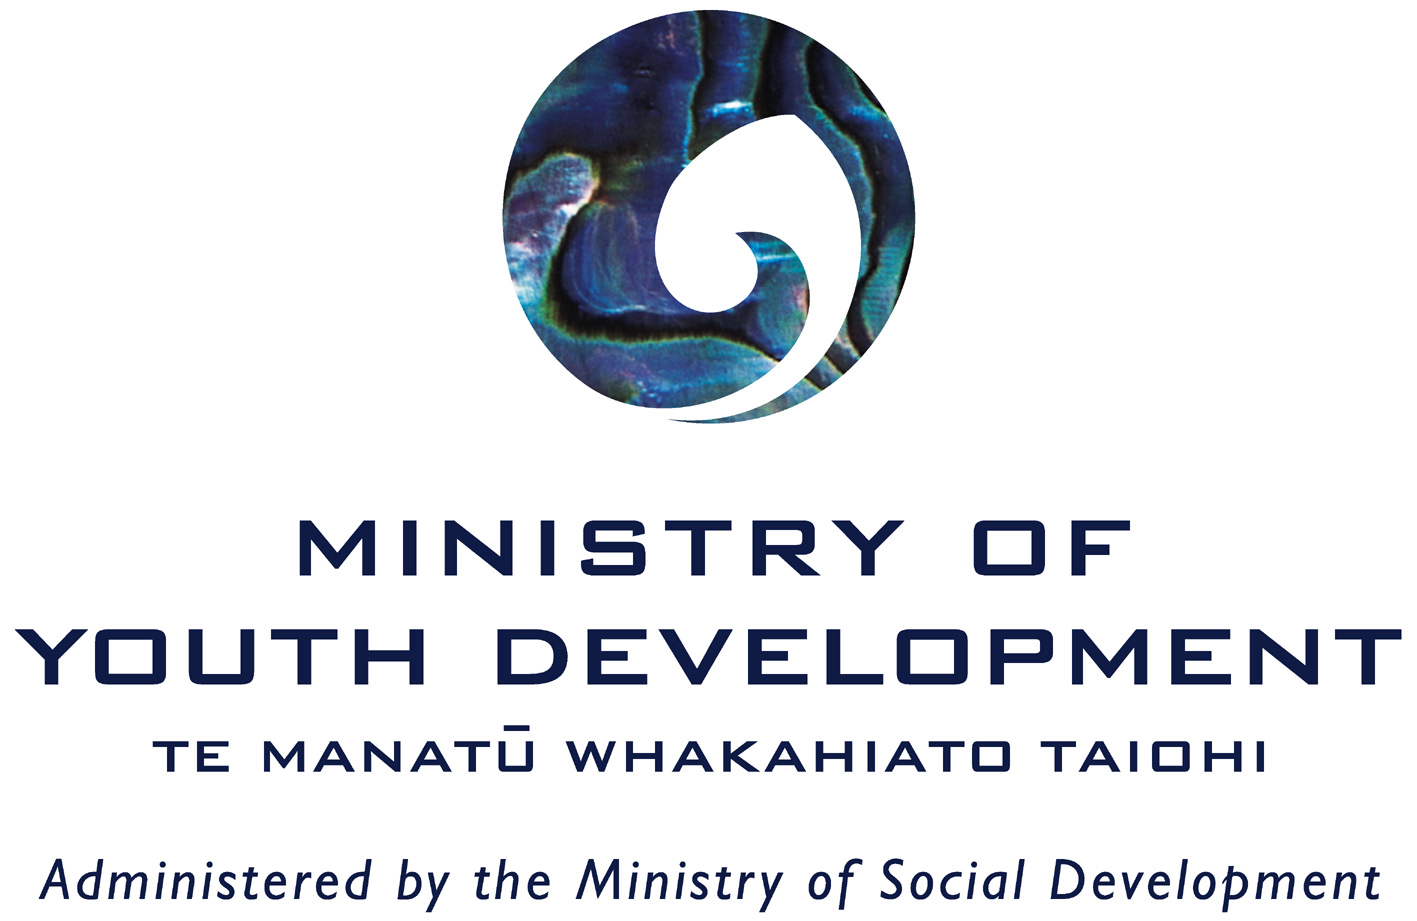 MINISTRY OF
YOUTH DEVELOPMENT
TE MANATŪ WHAKAHIATO TAIOHI
Administered by the Ministry of Social Development